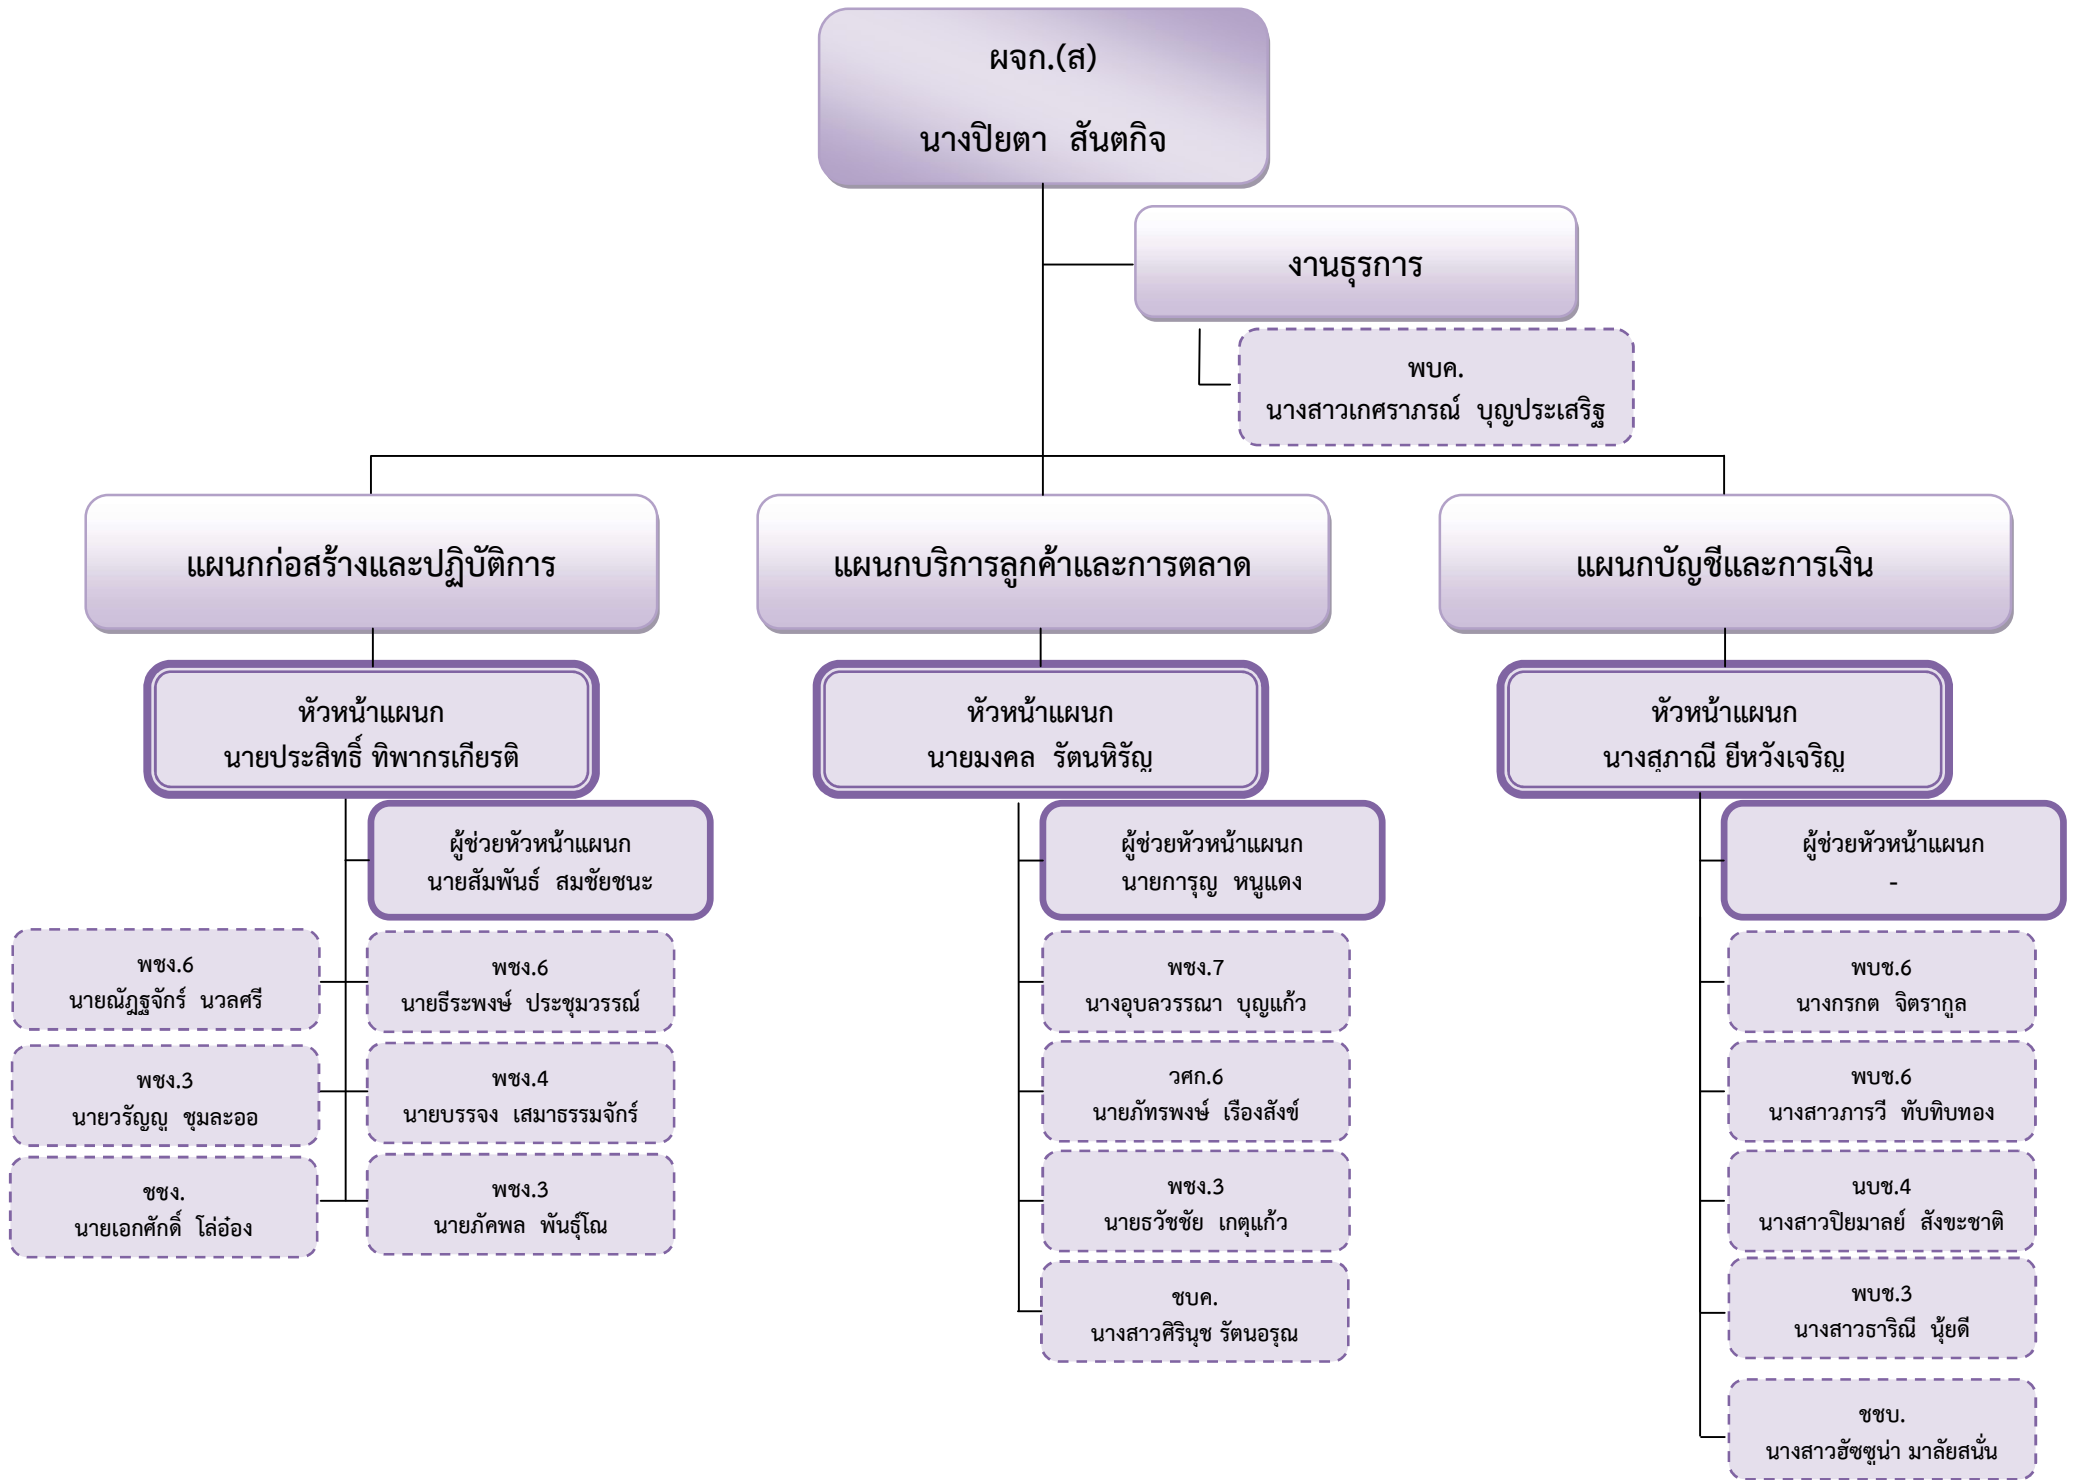 ผจก.(ส)
นางปิยตา สันตกิจ
งานธุรการ
พบค.
นางสาวเกศราภรณ์ บุญประเสริฐ
แผนกก่อสร้างและปฏิบัติการ
หัวหน้าแผนก
นายประสิทธิ์ ทิพากรเกียรติ
ผู้ช่วยหัวหน้าแผนก
นายสัมพันธ์ สมชัยชนะ
พชง.6
นายณัฎฐจักร์ นวลศรี
พชง.6
นายธีระพงษ์ ประชุมวรรณ์
พชง.3
นายวรัญญู ชุมละออ
พชง.4
นายบรรจง เสมาธรรมจักร์
ชชง.
นายเอกศักดิ์ โล่อ๋อง
พชง.3
นายภัคพล พันธุ์โณ
แผนกบริการลูกค้าและการตลาด
หัวหน้าแผนก
นายมงคล รัตนหิรัญ
ผู้ช่วยหัวหน้าแผนก
นายการุญ หนูแดง
พชง.7
นางอุบลวรรณา บุญแก้ว
วศก.6
นายภัทรพงษ์ เรืองสังข์
พชง.3
นายธวัชชัย เกตุแก้ว
ชบค.
นางสาวศิรินุช รัตนอรุณ
แผนกบัญชีและการเงิน
หัวหน้าแผนก
นางสุภาณี ยีหวังเจริญ
ผู้ช่วยหัวหน้าแผนก
-
พบช.6
นางกรกต จิตรากูล
พบช.6
นางสาวภารวี ทับทิบทอง
นบช.4
นางสาวปิยมาลย์ สังขะชาติ
พบช.3
นางสาวธาริณี นุ้ยดี
ชชบ.
นางสาวฮัซซูน่า มาลัยสนั่น